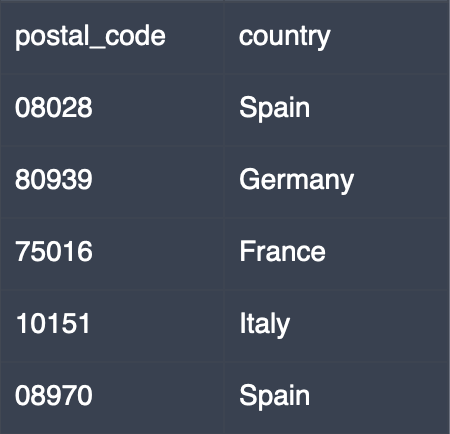 postal_code country
08028 Spain
80939 Germany
75016 France
10151 Italy
08970 Spain